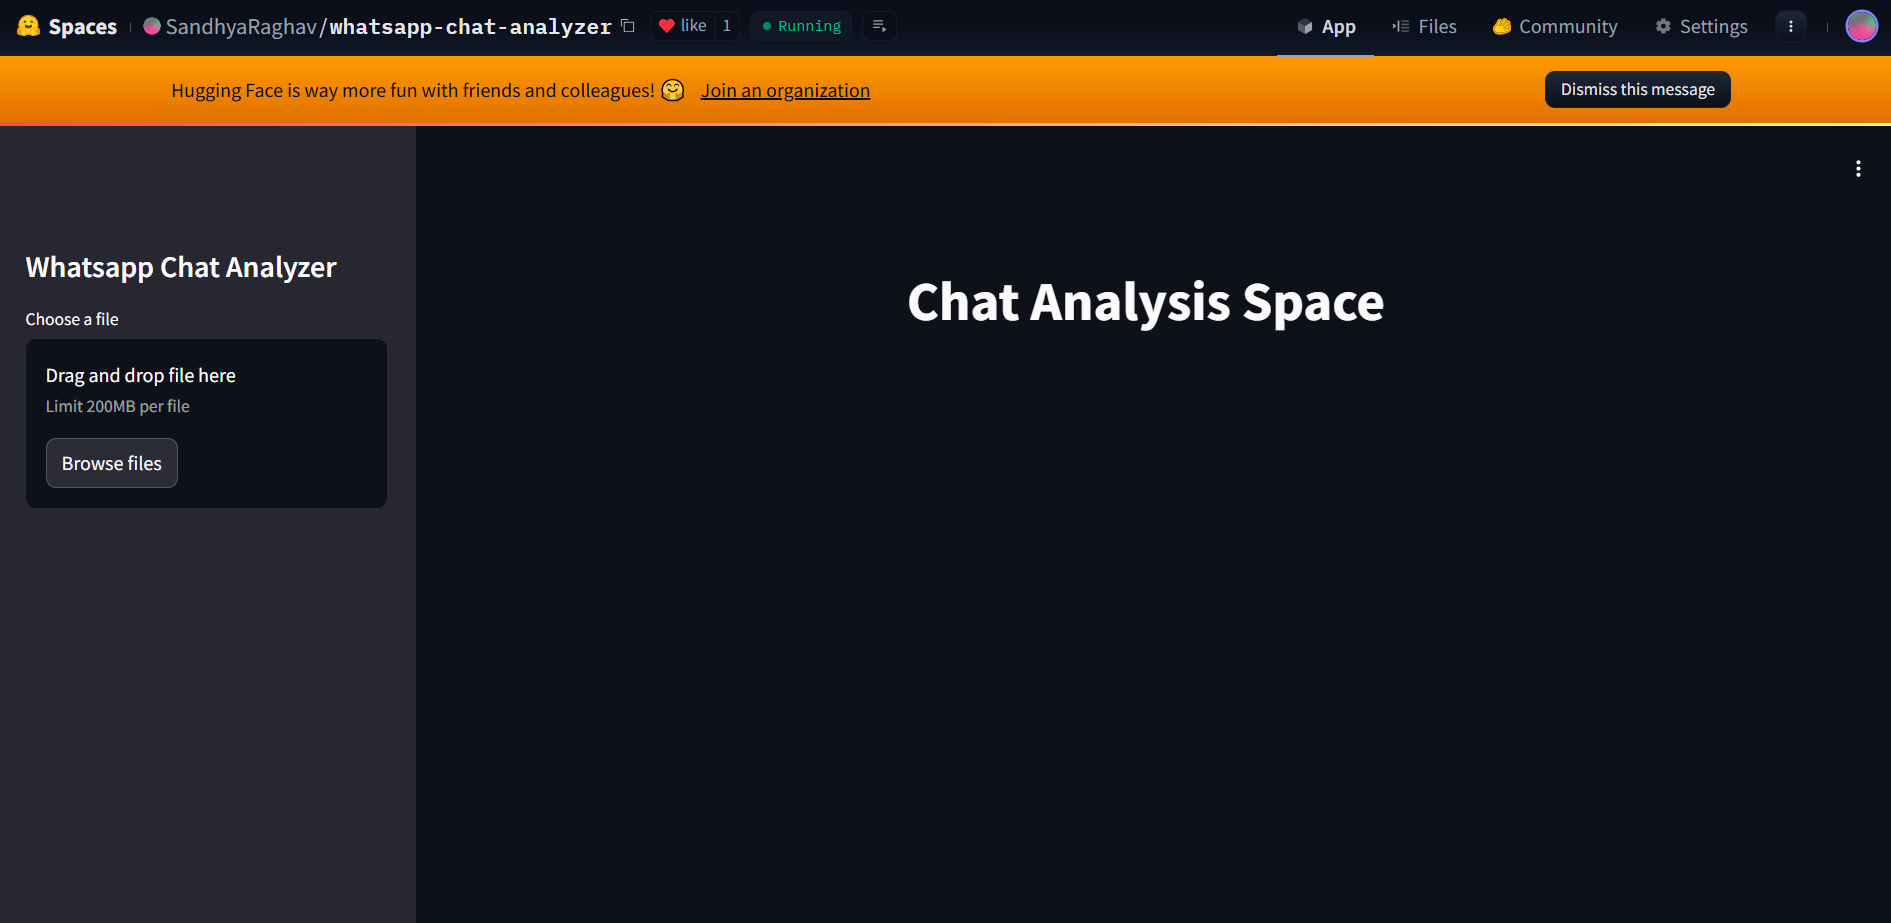 Spaces
SandhyaRaghav/whatsapp-chat-analyzer
like 1
Running
App
Files
Community
Settings
Hugging Face is way more fun with friends and colleagues! 🤗 Join an organization
Dismiss this message
Whatsapp Chat Analyzer
Choose a file
Drag and drop file here
Limit 200MB per file
Browse files
Chat Analysis Space